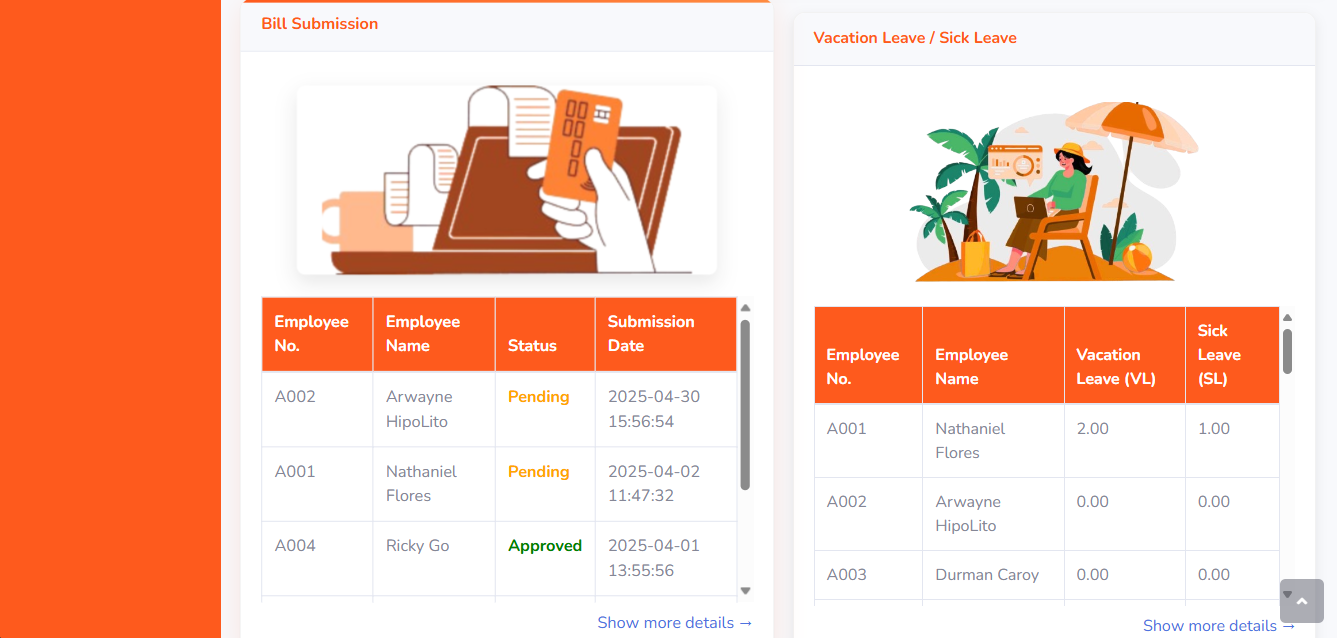 Bill Submission
Employee No.
Employee Name
Status
Submission Date
A002
Arwayne HipoLito
Pending
2025-04-30 15:56:54
A001
Nathaniel Flores
Pending
2025-04-02 11:47:32
A004
Ricky Go
Approved
2025-04-01 13:55:56
Show more details →
Vacation Leave / Sick Leave
Employee No.
Employee Name
Vacation Leave (VL)
Sick Leave (SL)
A001
Nathaniel Flores
2.00
1.00
A002
Arwayne HipoLito
0.00
0.00
A003
Durman Caroy
0.00
0.00
Show more details →